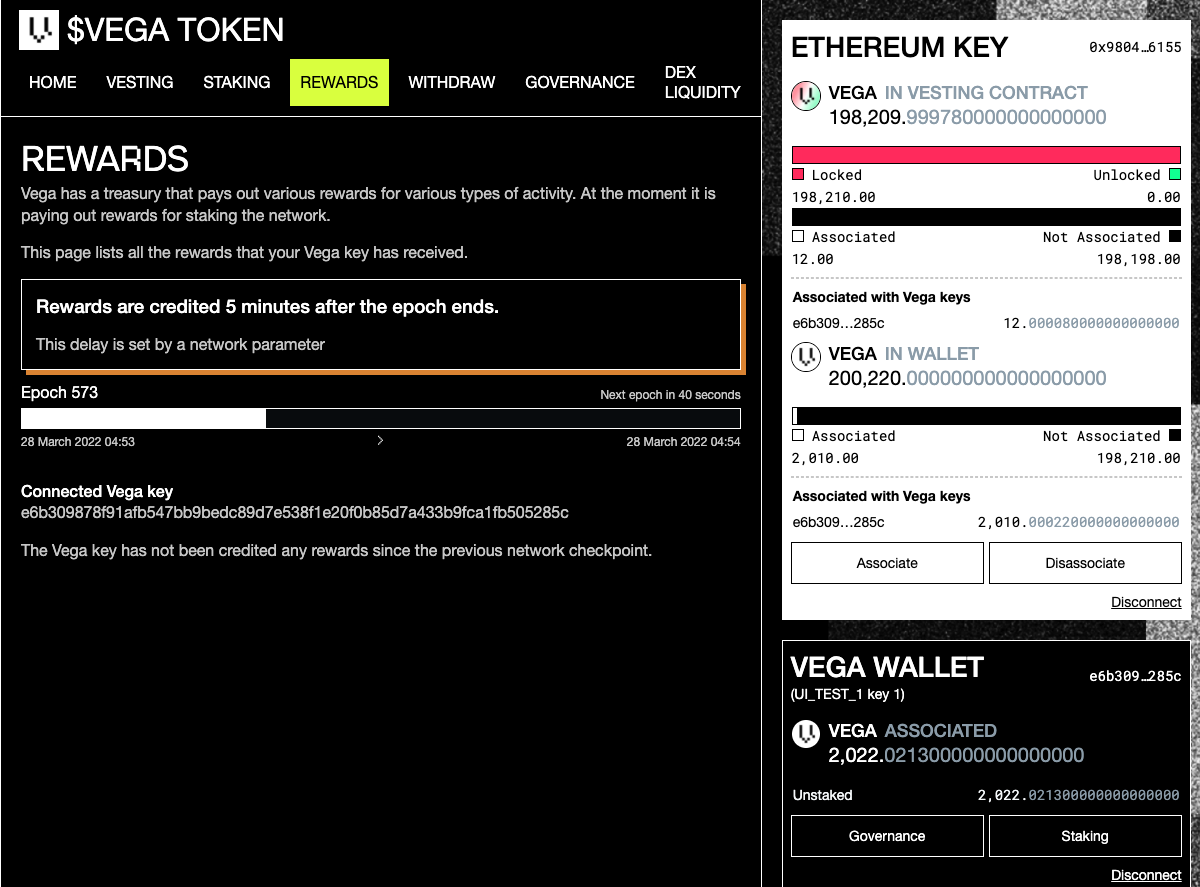 $VEGA TOKEN
HOME VESTING STAKING REWARDS WITHDRAW GOVERNANCE DEX LIQUIDITY
REWARDS
Vega has a treasury that pays out various rewards for various types of activity. At the moment it is
paying out rewards for staking the network.
This page lists all the rewards that your Vega key has received.
Rewards are credited 5 minutes after the epoch ends.
This delay is set by a network parameter
Epoch 573 Next epoch in 40 seconds
28 March 2022 04:53 28 March 2022 04:54
Connected Vega key
e6b309878f91afb547bb9bedc89d7e538f1e20f0b85d7a433b9fca1fb505285c
The Vega key has not been credited any rewards since the previous network checkpoint.
ETHEREUM KEY 0x9804…6155
VEGA IN VESTING CONTRACT
198,209.999780000000000000
Locked Unlocked
198,210.00 0.00
Associated Not Associated
12.00 198,198.00
Associated with Vega keys
e6b309…285c 12.000080000000000000
VEGA IN WALLET
200,220.000000000000000000
Associated Not Associated
2,010.00 198,210.00
Associated with Vega keys
e6b309…285c 2,010.000220000000000000
Associate Disassociate
Disconnect
VEGA WALLET e6b309…285c
(UI_TEST_1 key 1)
VEGA ASSOCIATED
2,022.021300000000000000
Unstaked 2,022.021300000000000000
Governance Staking
Disconnect